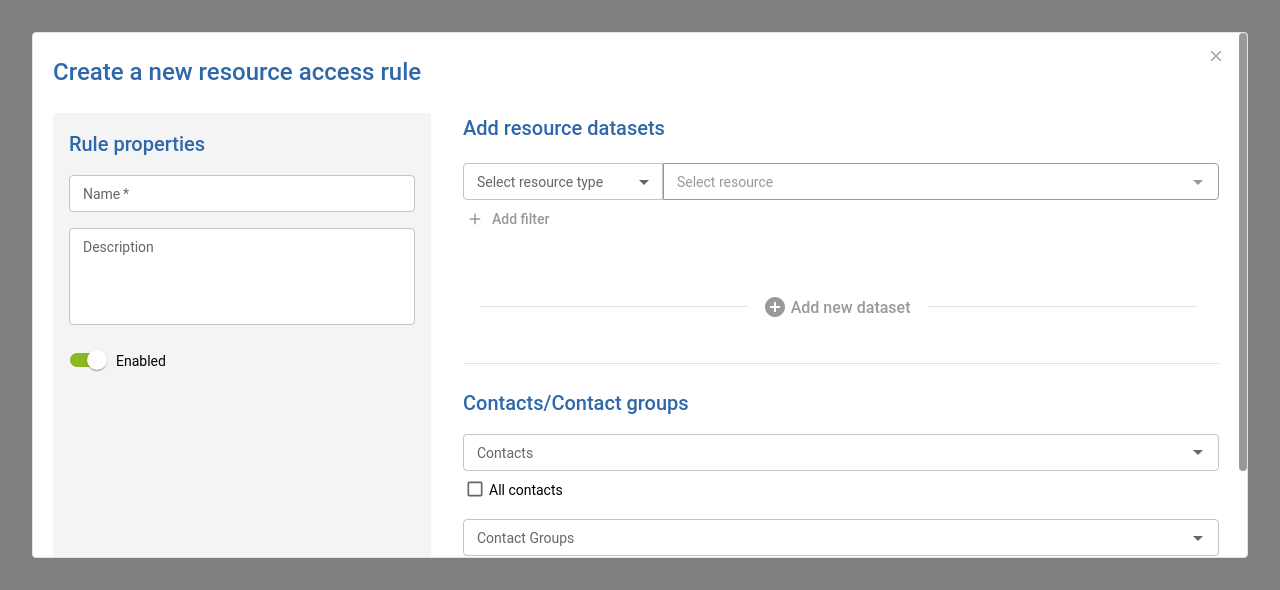 Create a new resource access rule
Rule properties
Name *
Description
Enabled
Add resource datasets
Select resource type
Select resource
Add filter
Add new dataset
Contacts/Contact groups
Contacts
All contacts
Contact Groups